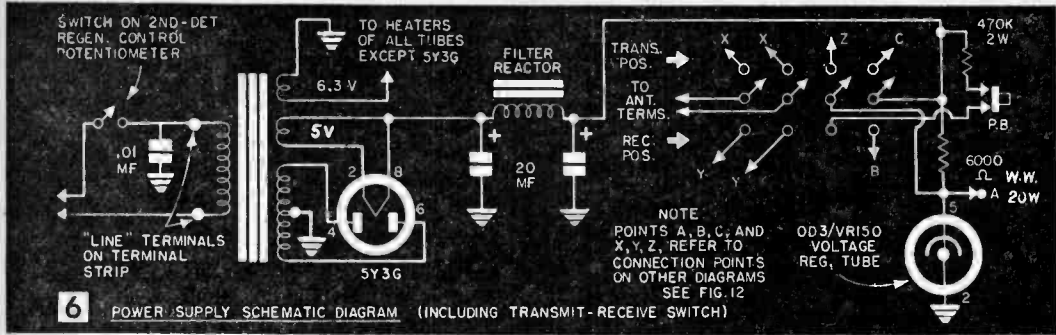 SWITCH ON 2ND-DET
REGEN. CONTROL
POTENTIOMETER
.01
MF
"LINE" TERMINALS
ON TERMINAL
STRIP
TO HEATERS
OF ALL TUBES
EXCEPT 5Y3G
6.3 V
5V
2
8
4
6
5Y3G
FILTER
REACTOR
+
+
20
MF
TRANS.
POS.
TO
ANT.
TERMS.
REC.
POS.
X
X
Z
C
Y
Y
B
NOTE
POINTS A, B, C, AND
X, Y, Z, REFER TO
CONNECTION POINTS
ON OTHER DIAGRAMS
SEE FIG. 12
470K
2W
P.B.
6000
Ω W.W.
A 20W
5
OD3/VR150
VOLTAGE
REG. TUBE
2
6 POWER SUPPLY SCHEMATIC DIAGRAM (INCLUDING TRANSMIT-RECEIVE SWITCH)